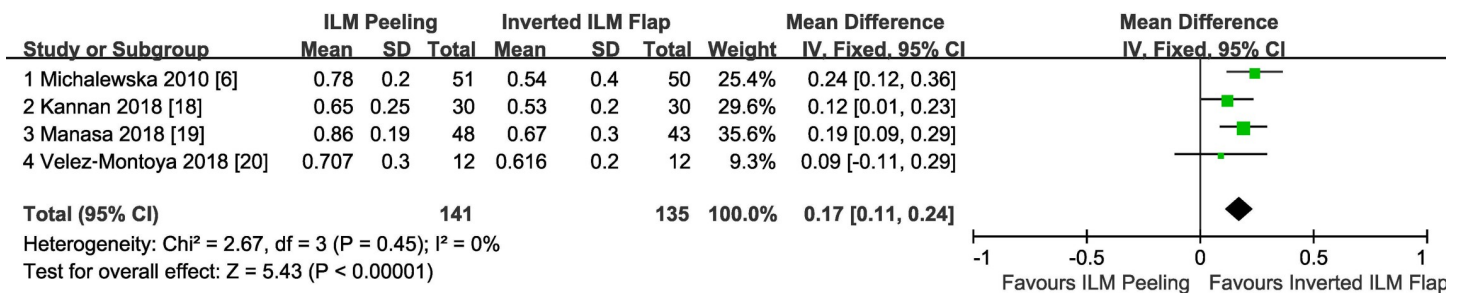 ILM Peeling Inverted ILM Flap Mean Difference Mean Difference
Study or Subgroup Mean SD Total Mean SD Total Weight IV, Fixed, 95% CI IV, Fixed, 95% CI
1 Michalewska 2010 [6] 0.78 0.2 51 0.54 0.4 50 25.4% 0.24 [0.12, 0.36]
2 Kannan 2018 [18] 0.65 0.25 30 0.53 0.2 30 29.6% 0.12 [0.01, 0.23]
3 Manasa 2018 [19] 0.86 0.19 48 0.67 0.3 43 35.6% 0.19 [0.09, 0.29]
4 Velez-Montoya 2018 [20] 0.707 0.3 12 0.616 0.2 12 9.3% 0.09 [-0.11, 0.29]
Total (95% CI) 141 135 100.0% 0.17 [0.11, 0.24]
Heterogeneity: Chi² = 2.67, df = 3 (P = 0.45); I² = 0%
Test for overall effect: Z = 5.43 (P < 0.00001)
-1 -0.5 0 0.5 1
Favours ILM Peeling Favours Inverted ILM Flap